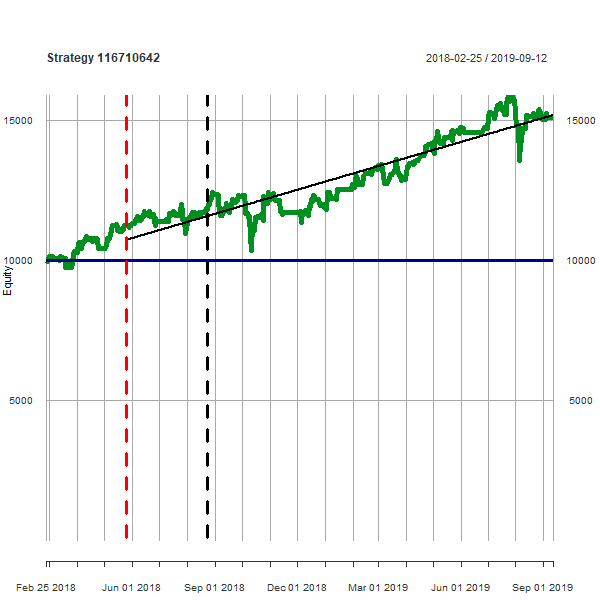 Strategy 116710642
2018-02-25 / 2019-09-12
15000 15000
10000 10000
Equity
5000 5000
Feb 25 2018 Jun 01 2018 Sep 01 2018 Dec 01 2018 Mar 01 2019 Jun 01 2019 Sep 01 2019